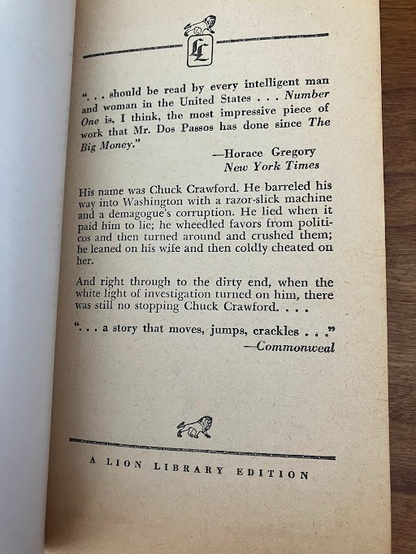 LL
". . . should be read by every intelligent man
and woman in the United States . . . Number
One is, I think, the most impressive piece of
work that Mr. Dos Passos has done since The
Big Money."
—Horace Gregory
New York Times
His name was Chuck Crawford. He barreled his
way into Washington with a razor-slick machine
and a demagogue's corruption. He lied when it
paid him to lie; he wheedled favors from politi-
cos and then turned around and crushed them;
he leaned on his wife and then coldly cheated on
her.
And right through to the dirty end, when the
white light of investigation turned on him, there
was still no stopping Chuck Crawford. . . .
". . . a story that moves, jumps, crackles . . ."
—Commonweal
A LION LIBRARY EDITION